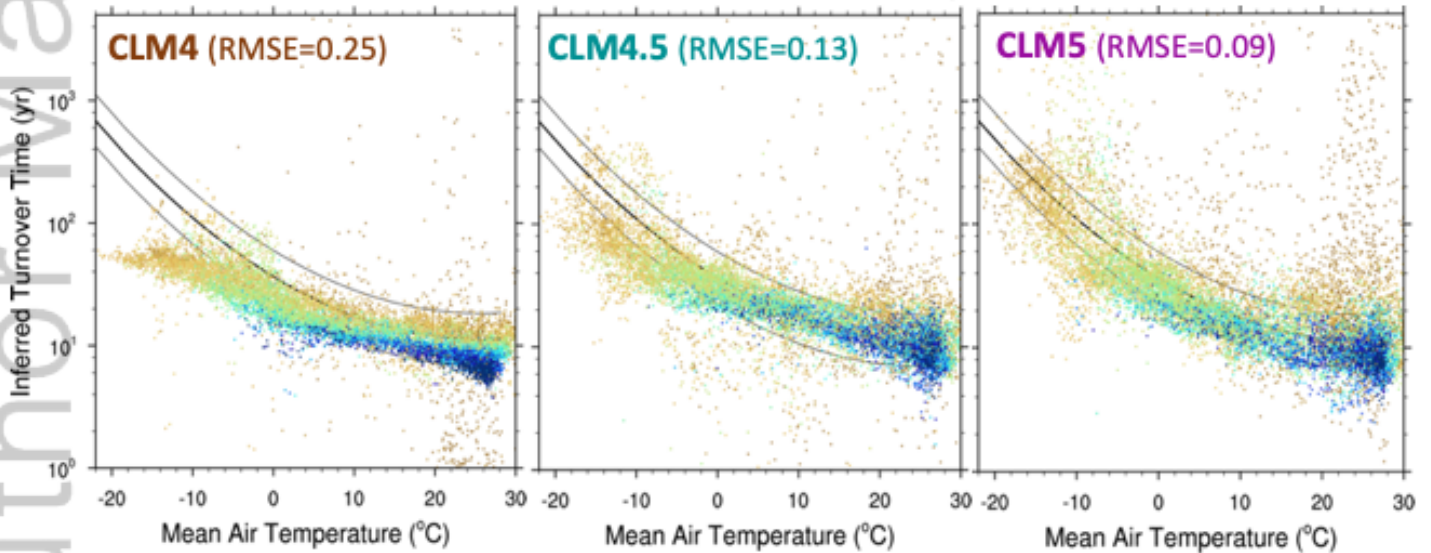 CLM4 (RMSE=0.25)
CLM4.5 (RMSE=0.13)
CLM5 (RMSE=0.09)
Inferred Turnover Time (yr)
10³
10²
10¹
10⁰
-20 -10 0 10 20 30
-20 -10 0 10 20 30
-20 -10 0 10 20 30
Mean Air Temperature (°C)
Mean Air Temperature (°C)
Mean Air Temperature (°C)